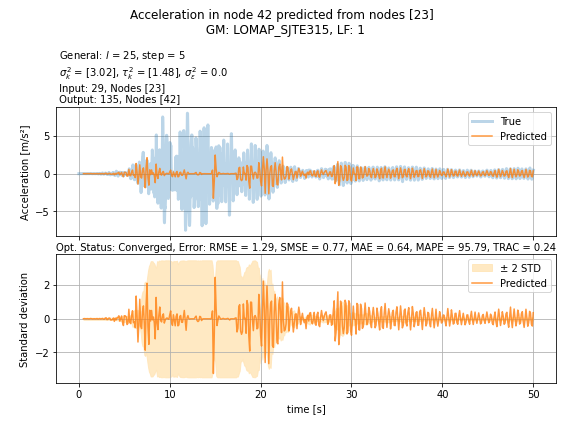 Acceleration in node 42 predicted from nodes [23]
GM: LOMAP_SJTE315, LF: 1
General: l = 25, step = 5
σ²ₖ = [3.02], τ²ₖ = [1.48], σ²ε = 0.0
Input: 29, Nodes [23]
Output: 135, Nodes [42]
Acceleration [m/s²]
5
0
−5
True
Predicted
Opt. Status: Converged, Error: RMSE = 1.29, SMSE = 0.77, MAE = 0.64, MAPE = 95.79, TRAC = 0.24
Standard deviation
2
0
−2
± 2 STD
Predicted
0 10 20 30 40 50
time [s]